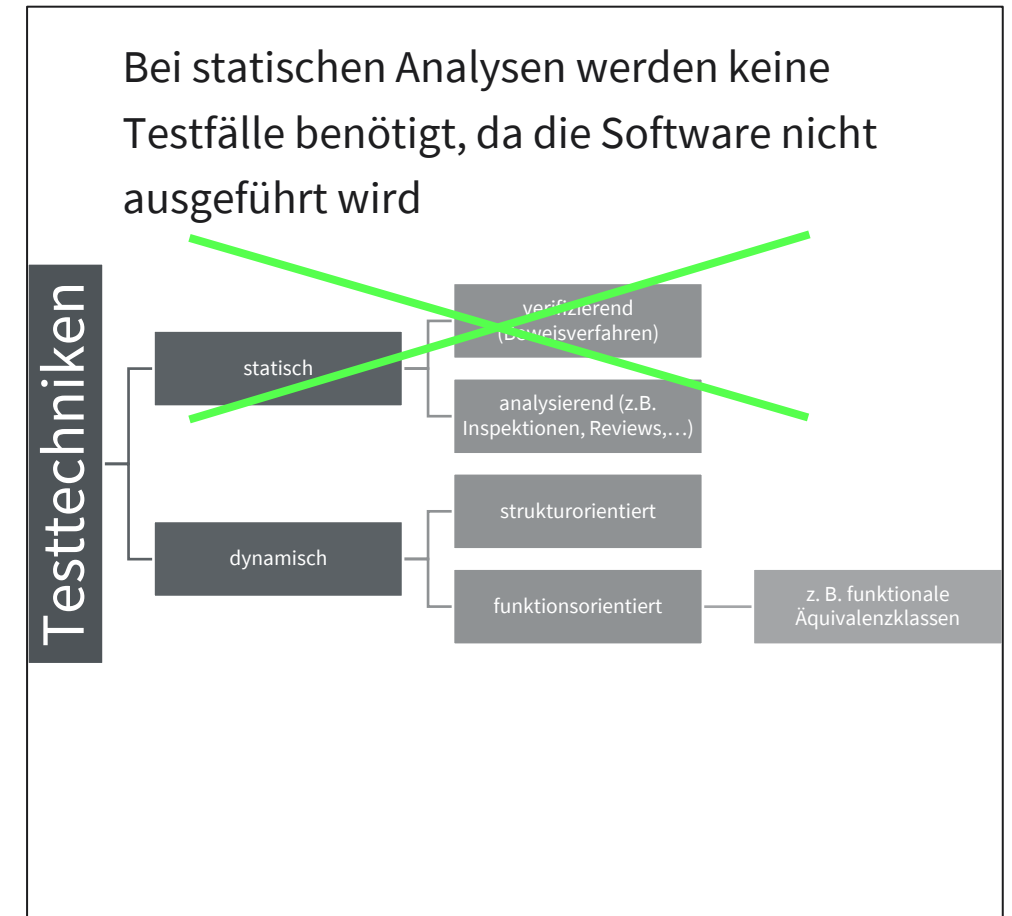 Bei statischen Analysen werden keine
Testfälle benötigt, da die Software nicht
ausgeführt wird
Testtechniken
statisch
verifizierend
(Beweisverfahren)
analysierend (z.B.
Inspektionen, Reviews,…)
dynamisch
strukturorientiert
funktionsorientiert
z. B. funktionale
Äquivalenzklassen